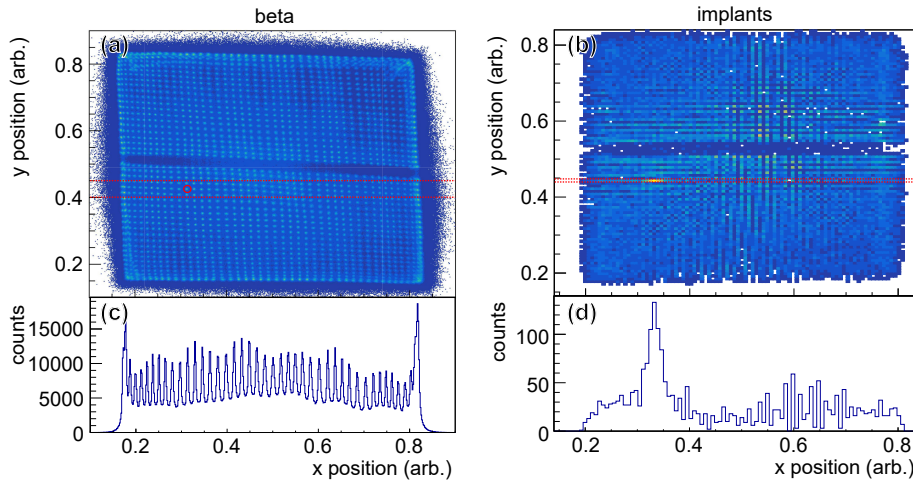 beta
implants
(a)
(b)
y position (arb.)
0.8
0.6
0.4
0.2
y position (arb.)
0.8
0.6
0.4
0.2
(c)
(d)
counts
15000
10000
5000
0
counts
100
50
0
0.2 0.4 0.6 0.8
0.2 0.4 0.6 0.8
x position (arb.)
x position (arb.)